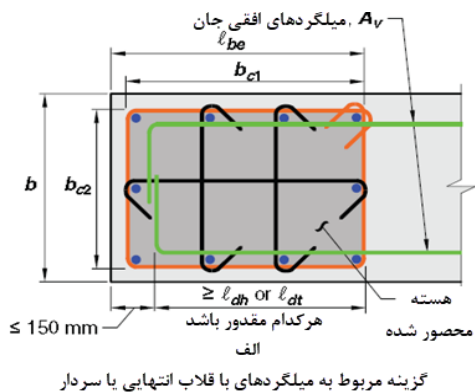 میلگردهای افقی جان, Av
ℓbe
bc1
b
bc2
≥ ℓdh or ℓdt
هرکدام مقدور باشد
≤ 150 mm
الف
هسته
محصور شده
گزینه مربوط به میلگردهای با قلاب انتهایی یا سردار